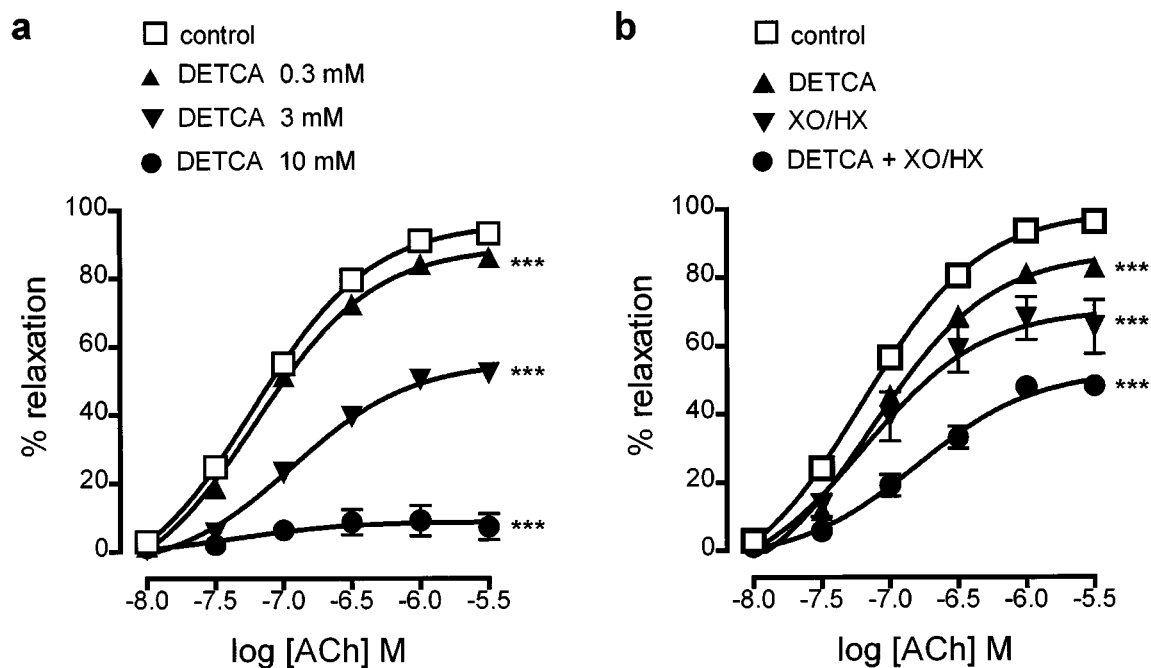 a
control
DETCA 0.3 mM
DETCA 3 mM
DETCA 10 mM
100
80
60
40
20
0
% relaxation
***
***
***
-8.0 -7.5 -7.0 -6.5 -6.0 -5.5
log [ACh] M
b
control
DETCA
XO/HX
DETCA + XO/HX
100
80
60
40
20
0
% relaxation
***
***
***
-8.0 -7.5 -7.0 -6.5 -6.0 -5.5
log [ACh] M